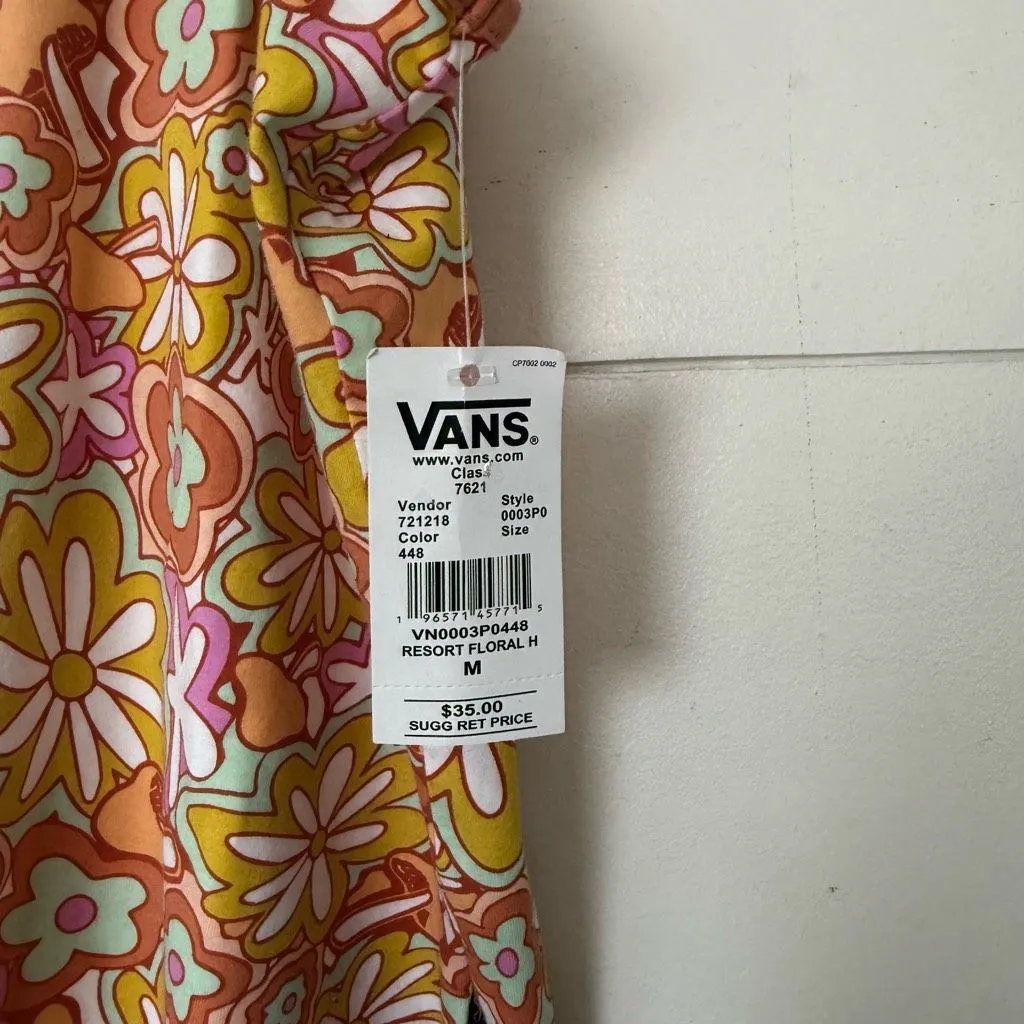 CP7002 0002
VANS®
www.vans.com
Class
7621
Vendor Style
721218 0003P0
Color Size
448
1 96571 45771 5
VN0003P0448
RESORT FLORAL H
M
$35.00
SUGG RET PRICE